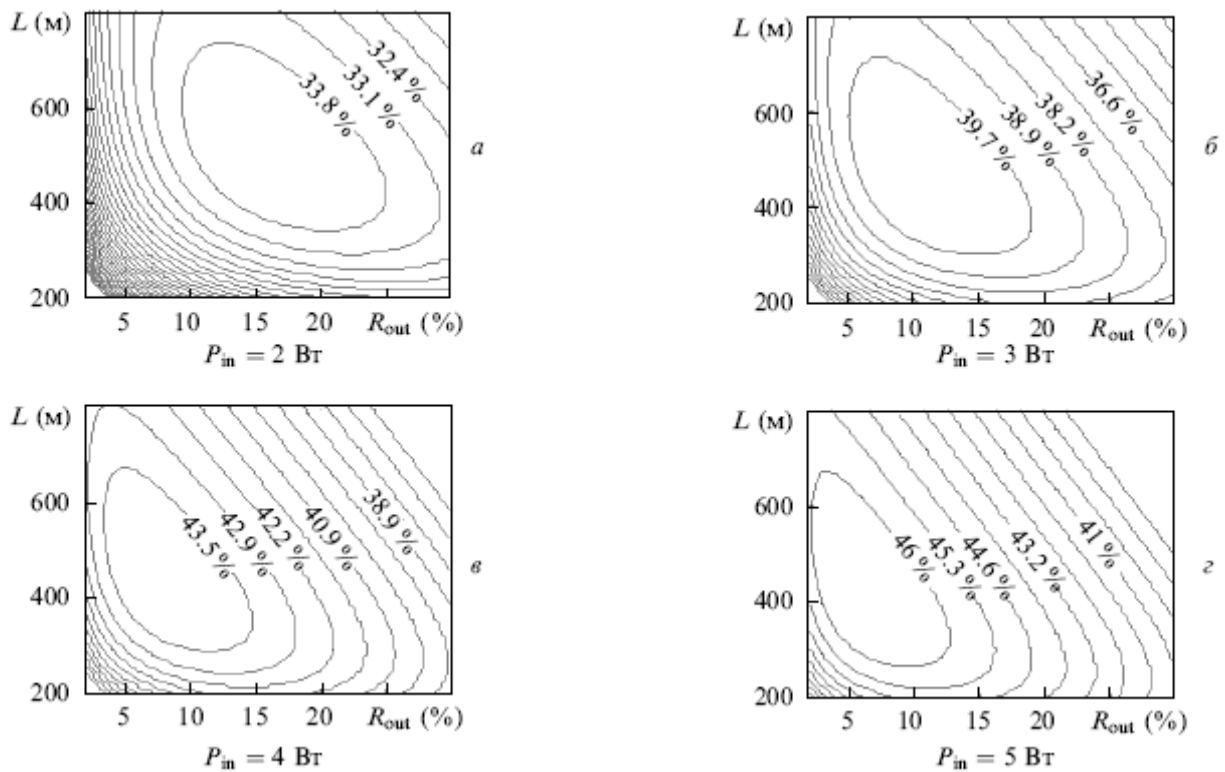 L (м)
600
400
200
5 10 15 20 R_out (%)
32.4 %
33.1 %
33.8 %
а
P_in = 2 Вт
L (м)
600
400
200
5 10 15 20 R_out (%)
36.6 %
38.2 %
38.9 %
39.7 %
б
P_in = 3 Вт
L (м)
600
400
200
5 10 15 20 R_out (%)
43.5 %
42.9 %
42.2 %
40.9 %
38.9 %
в
P_in = 4 Вт
L (м)
600
400
200
5 10 15 20 R_out (%)
46 %
45.3 %
44.6 %
43.2 %
41 %
г
P_in = 5 Вт